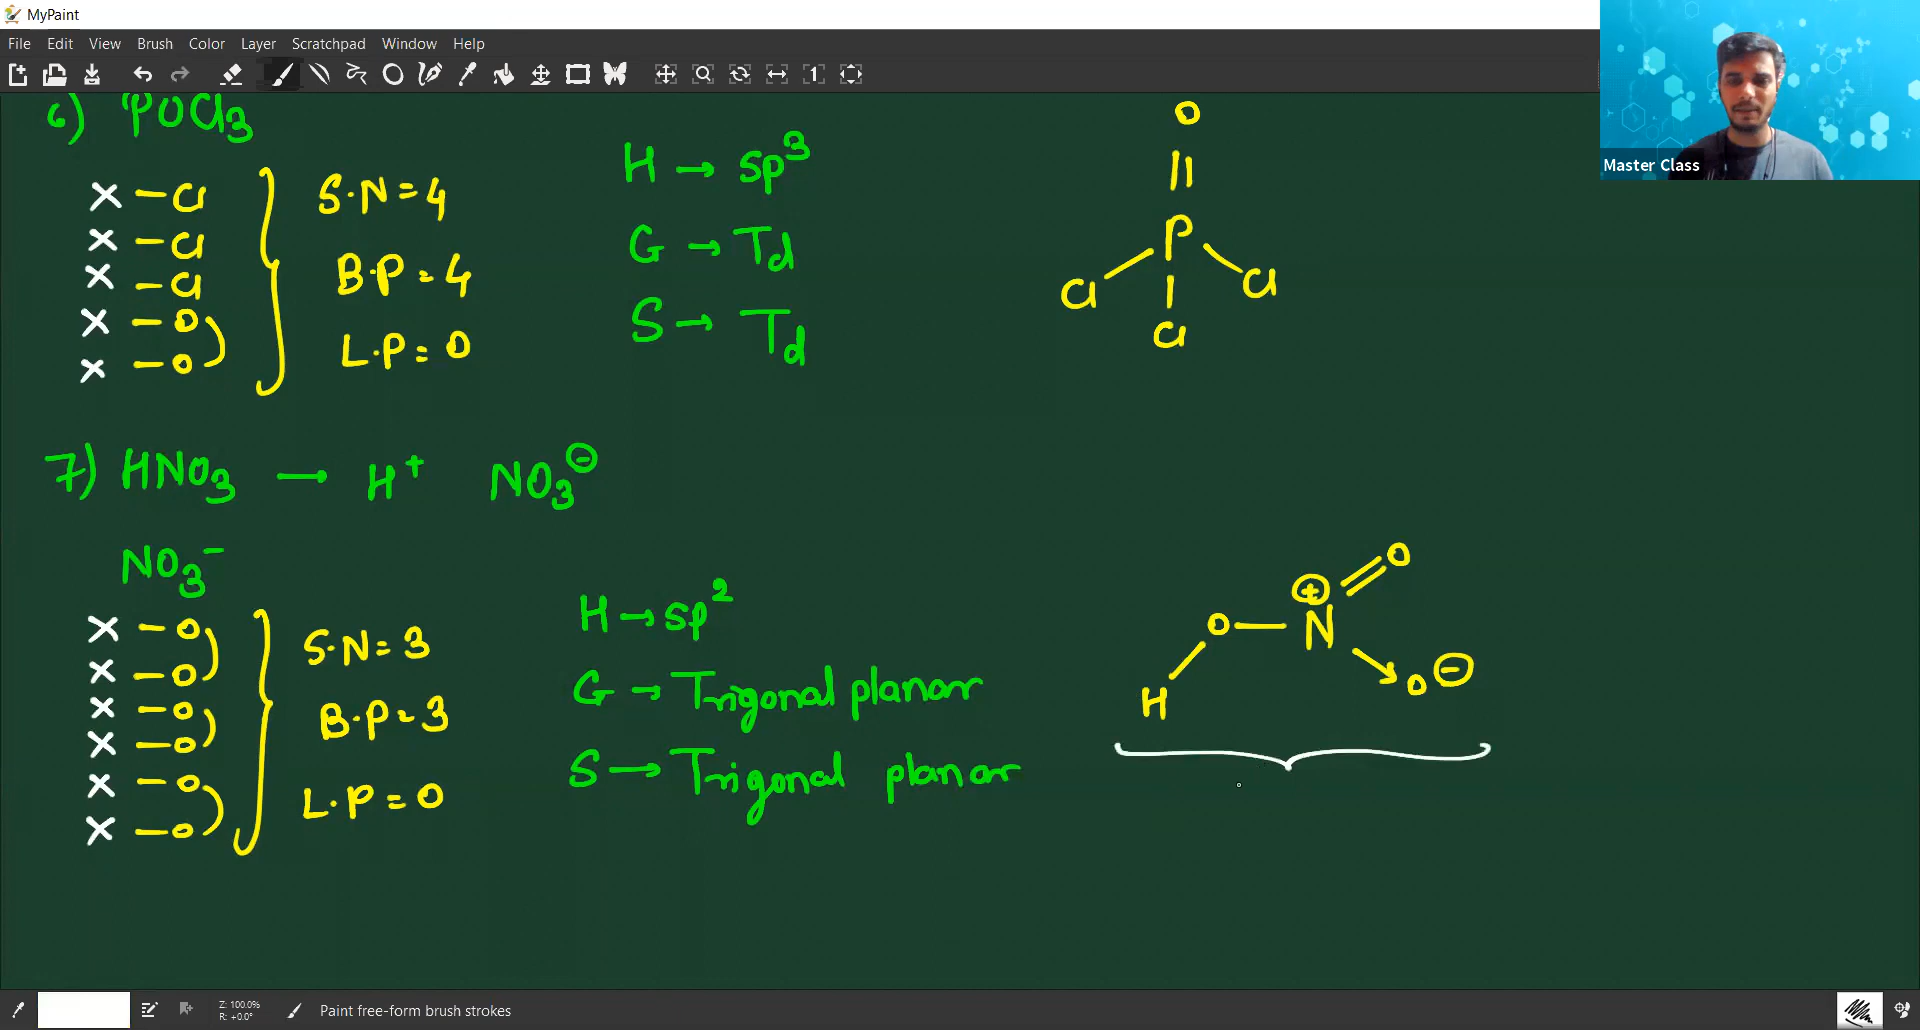 MyPaint
File Edit View Brush Color Layer Scratchpad Window Help
Master Class
6) POCl3
× – Cl
× – Cl
× – Cl
× – O
× – O
S.N = 4
B.P = 4
L.P = 0
H → sp³
G → Td
S → Td
O
||
P
Cl Cl
Cl
7) HNO3 → H⁺ NO3⊖
NO3⁻
× – O
× – O
× – O
× – O
× – O
× – O
S.N = 3
B.P = 3
L.P = 0
H → sp²
G → Trigonal planar
S → Trigonal planar
⊕ O
O – N
H O ⊖
Z: 100.0%
R: +0.0°
Paint free-form brush strokes